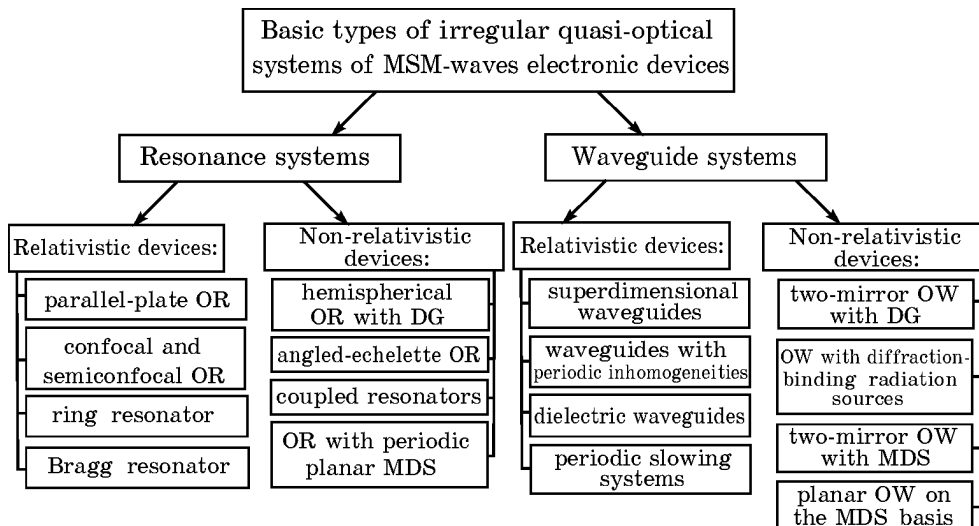 Basic types of irregular quasi-optical
systems of MSM-waves electronic devices
Resonance systems
Waveguide systems
Relativistic devices:
parallel-plate OR
confocal and
semiconfocal OR
ring resonator
Bragg resonator
Non-relativistic
devices:
hemispherical
OR with DG
angled-echelette OR
coupled resonators
OR with periodic
planar MDS
Relativistic devices:
superdimensional
waveguides
waveguides with
periodic inhomogeneities
dielectric waveguides
periodic slowing
systems
Non-relativistic
devices:
two-mirror OW
with DG
OW with diffraction-
binding radiation
sources
two-mirror OW
with MDS
planar OW on
the MDS basis